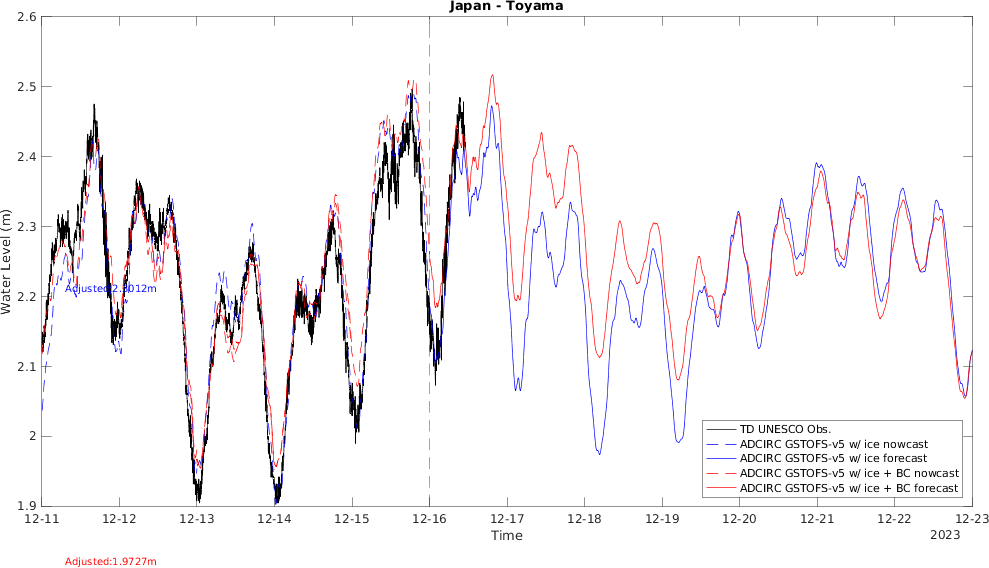 Japan - Toyama
2.6
2.5
2.4
2.3
2.2
2.1
2
1.9
Water Level (m)
Adjusted:2.0012m
TD UNESCO Obs.
ADCIRC GSTOFS-v5 w/ ice nowcast
ADCIRC GSTOFS-v5 w/ ice forecast
ADCIRC GSTOFS-v5 w/ ice + BC nowcast
ADCIRC GSTOFS-v5 w/ ice + BC forecast
12-11 12-12 12-13 12-14 12-15 12-16 12-17 12-18 12-19 12-20 12-21 12-22 12-23
Time
2023
Adjusted:1.9727m